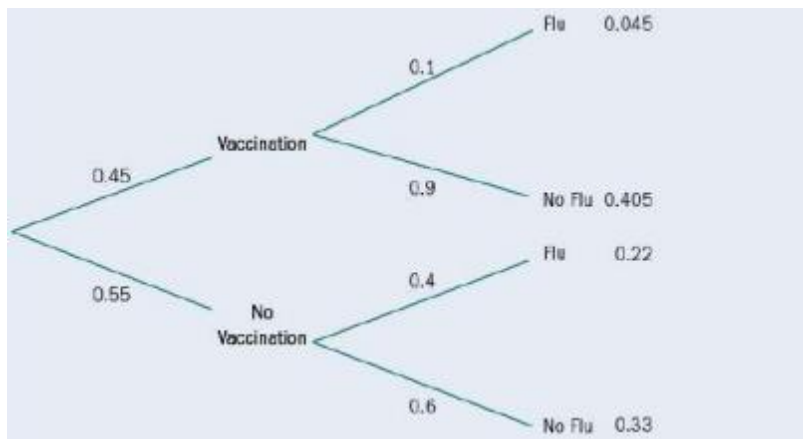 Flu 0.045
0.1
Vaccination
0.45
0.9
No Flu 0.405
Flu 0.22
0.4
0.55
No
Vaccination
0.6
No Flu 0.33